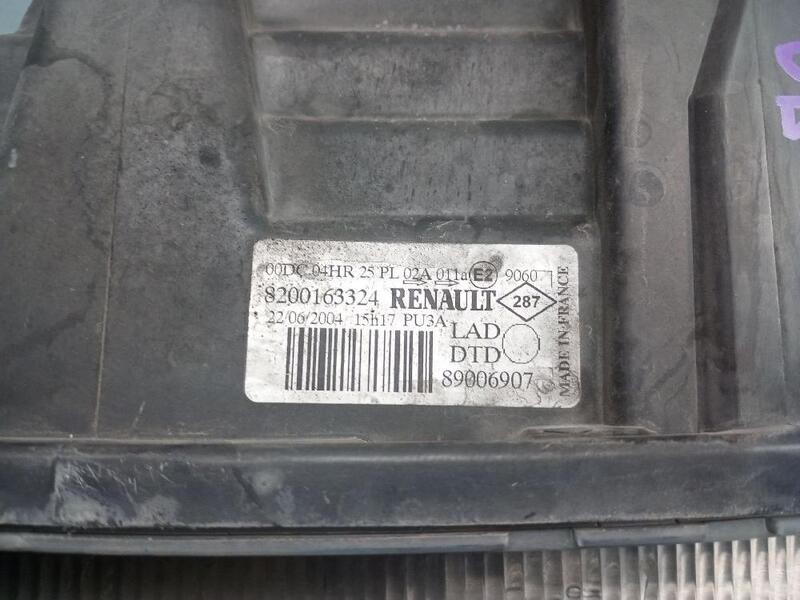 00DC 04HR 25 PL 02A 011a E2 9060
8200163324 RENAULT 287
22/06/2004 15h17 PU3A
LAD
DTD
89006907
MADE IN FRANCE